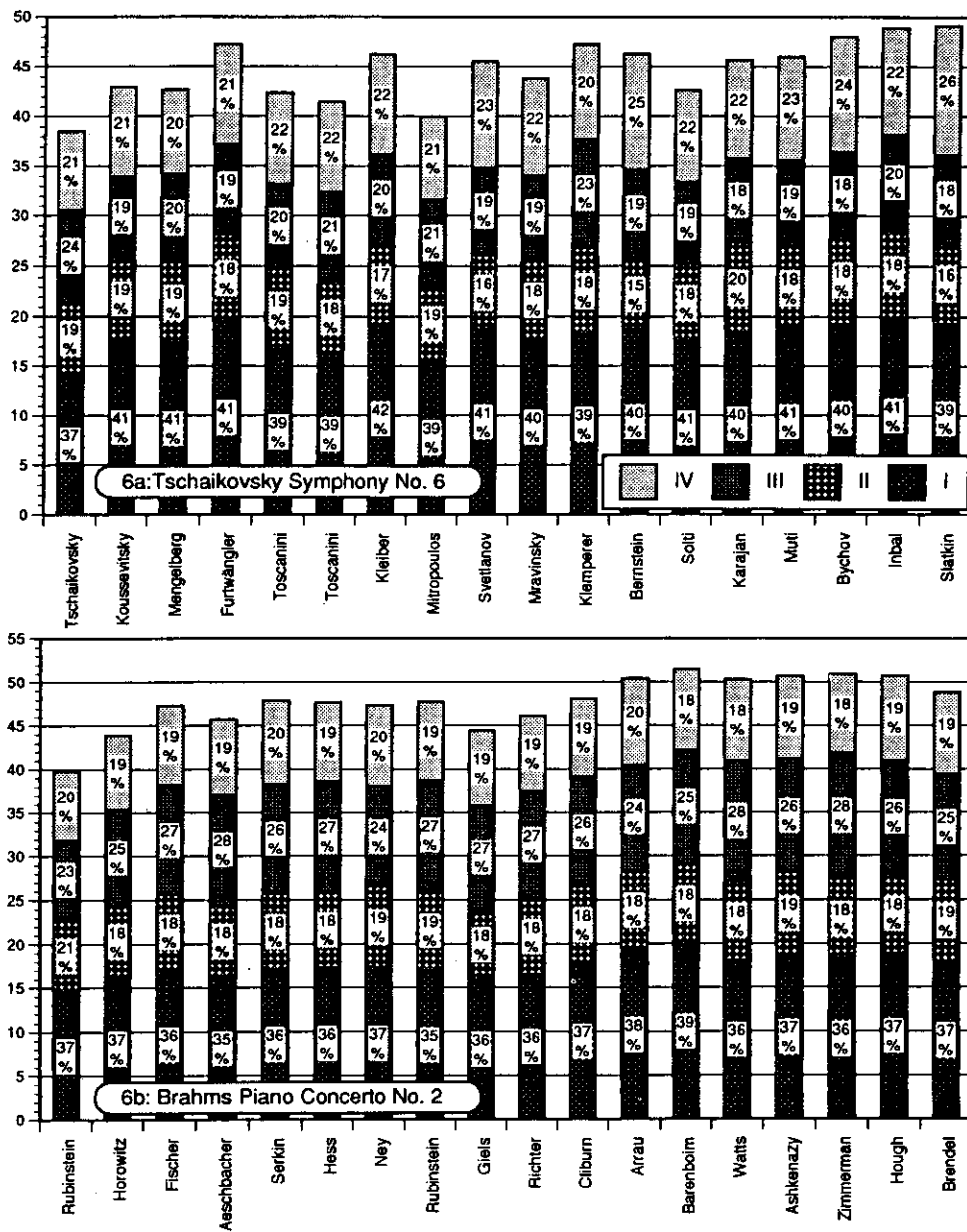 50
45
40
35
30
25
20
15
10
5
0
21 % 21 % 20 % 21 % 22 % 22 % 22 % 21 % 23 % 22 % 20 % 25 % 22 % 22 % 23 % 24 % 22 % 26 %
24 % 19 % 20 % 19 % 20 % 21 % 20 % 21 % 19 % 19 % 23 % 19 % 19 % 18 % 19 % 18 % 20 % 18 %
19 % 19 % 19 % 18 % 19 % 18 % 17 % 19 % 16 % 18 % 18 % 15 % 18 % 20 % 18 % 18 % 18 % 16 %
37 % 41 % 41 % 41 % 39 % 39 % 42 % 39 % 41 % 40 % 39 % 40 % 41 % 40 % 41 % 40 % 41 % 39 %
6a:Tschaikovsky Symphony No. 6
IV III II I
Tschaikovsky
Koussevitsky
Mengelberg
Furtwàngler
Toscanini
Toscanini
Kleiber
Mitropoulos
Svetlanov
Mravinsky
Klemperer
Bernstein
Solti
Karajan
Muti
Bychov
Inbal
Slatkin
55
50
45
40
35
30
25
20
15
10
5
0
20 % 19 % 19 % 19 % 20 % 19 % 20 % 19 % 19 % 19 % 19 % 20 % 18 % 18 % 19 % 18 % 19 % 19 %
23 % 25 % 27 % 28 % 26 % 27 % 24 % 27 % 27 % 27 % 26 % 24 % 25 % 28 % 26 % 28 % 26 % 25 %
21 % 18 % 18 % 18 % 18 % 18 % 19 % 19 % 18 % 18 % 18 % 18 % 18 % 18 % 19 % 18 % 18 % 19 %
37 % 37 % 36 % 35 % 36 % 36 % 37 % 35 % 36 % 36 % 37 % 38 % 39 % 36 % 37 % 36 % 37 % 37 %
6b: Brahms Piano Concerto No. 2
Rubinstein
Horowitz
Fischer
Aeschbacher
Serkin
Hess
Ney
Rubinstein
Giels
Richter
Cliburn
Arrau
Barenboim
Watts
AshkenaZy
Zimmerman
Hough
Brendel